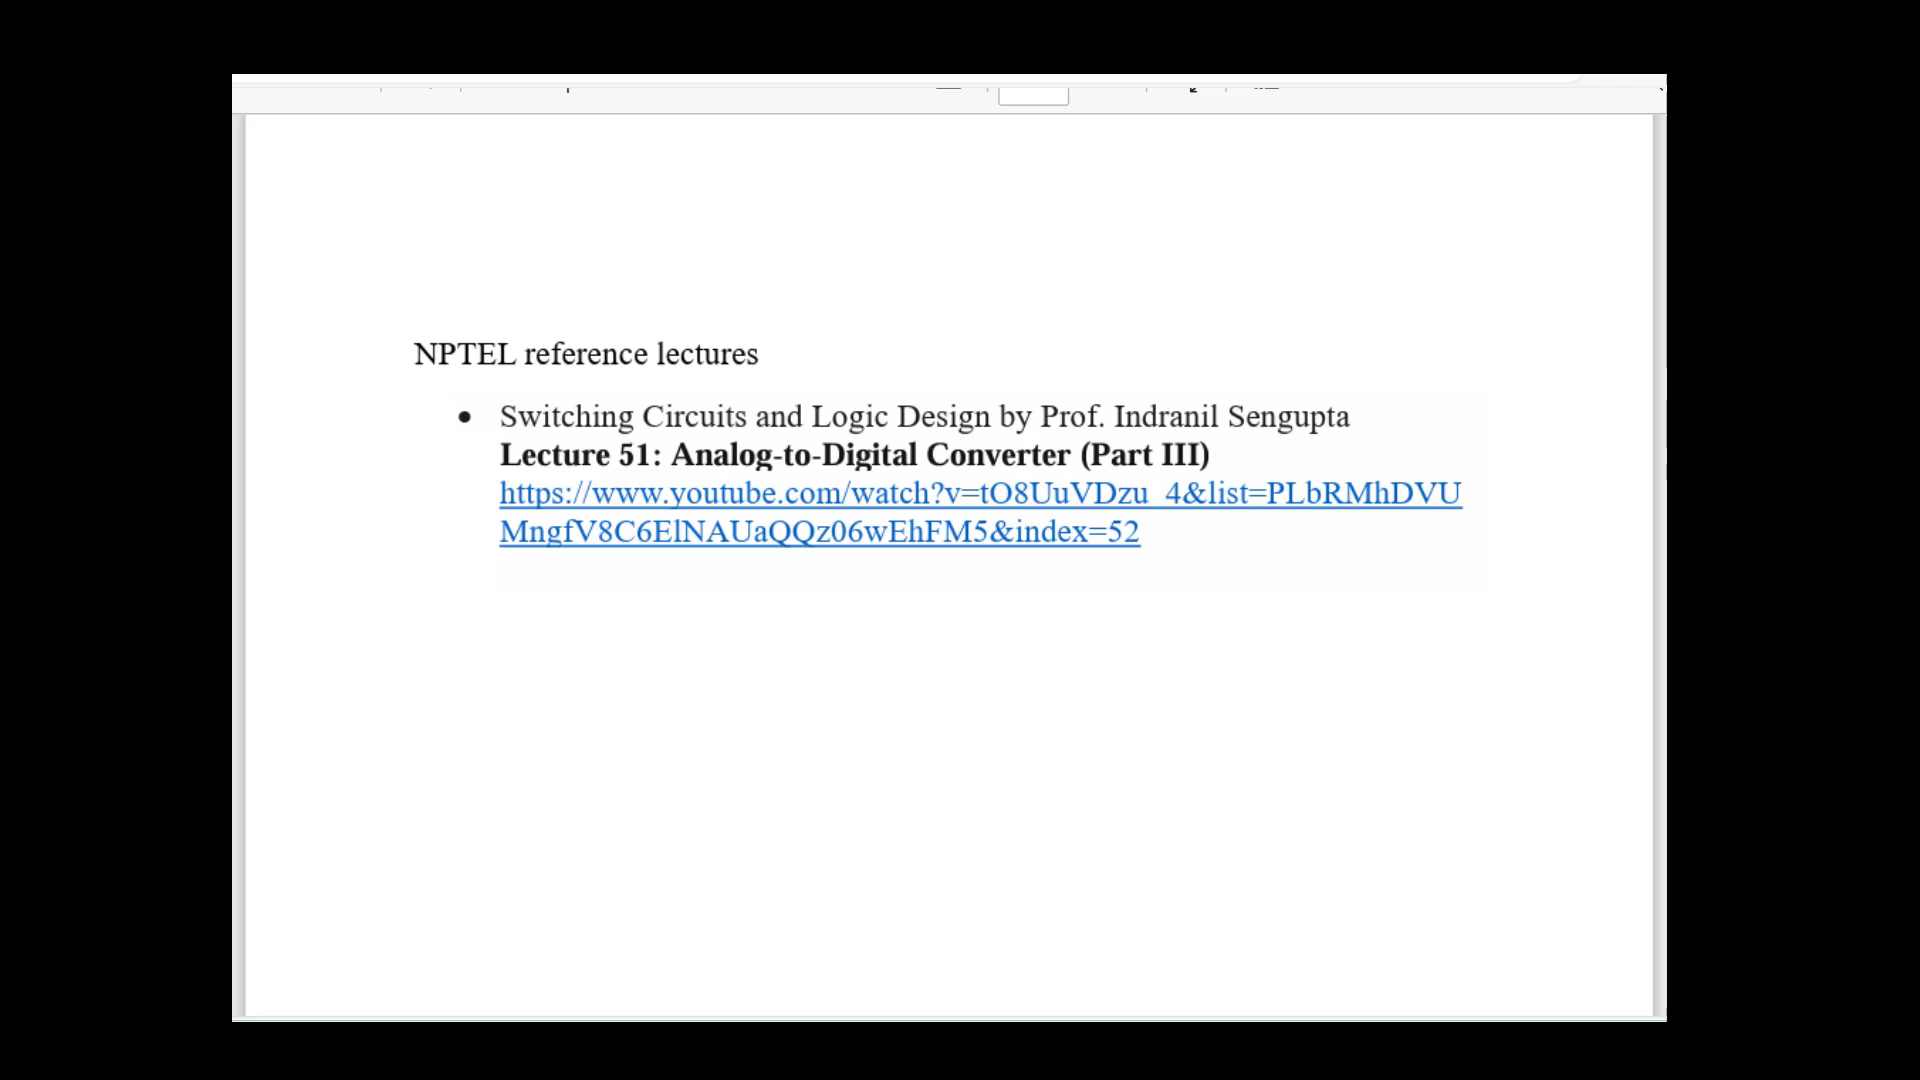 NPTEL reference lectures
• Switching Circuits and Logic Design by Prof. Indranil Sengupta
Lecture 51: Analog-to-Digital Converter (Part III)
https://www.youtube.com/watch?v=tO8UuVDzu_4&list=PLbRMhDVU
MngfV8C6ElNAUaQQz06wEhFM5&index=52